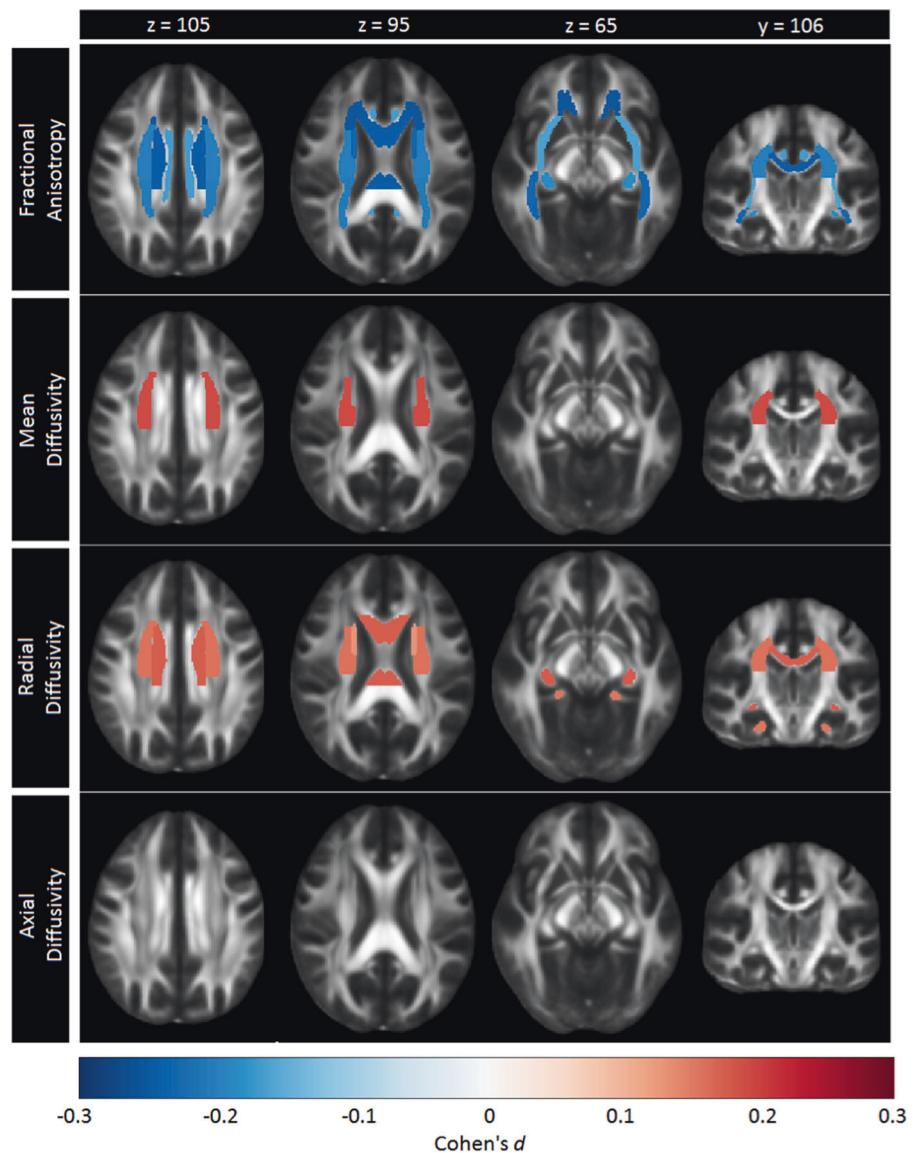 z = 105 z = 95 z = 65 y = 106
Fractional
Anisotropy
Mean
Diffusivity
Radial
Diffusivity
Axial
Diffusivity
-0.3 -0.2 -0.1 0 0.1 0.2 0.3
Cohen's d